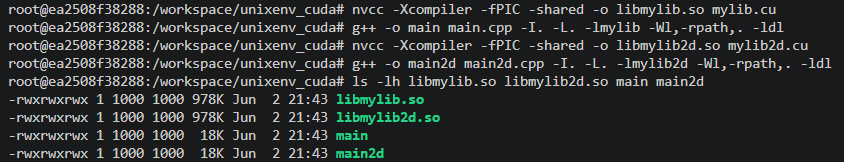 root@ea2508f38288:/workspace/unixenv_cuda# nvcc -Xcompiler -fPIC -shared -o libmylib.so mylib.cu
root@ea2508f38288:/workspace/unixenv_cuda# g++ -o main main.cpp -I. -L. -lmylib -Wl,-rpath,. -ldl
root@ea2508f38288:/workspace/unixenv_cuda# nvcc -Xcompiler -fPIC -shared -o libmylib2d.so mylib2d.cu
root@ea2508f38288:/workspace/unixenv_cuda# g++ -o main2d main2d.cpp -I. -L. -lmylib2d -Wl,-rpath,. -ldl
root@ea2508f38288:/workspace/unixenv_cuda# ls -lh libmylib.so libmylib2d.so main main2d
-rwxrwxrwx 1 1000 1000 978K Jun  2 21:43 libmylib.so
-rwxrwxrwx 1 1000 1000 978K Jun  2 21:43 libmylib2d.so
-rwxrwxrwx 1 1000 1000  18K Jun  2 21:43 main
-rwxrwxrwx 1 1000 1000  18K Jun  2 21:43 main2d